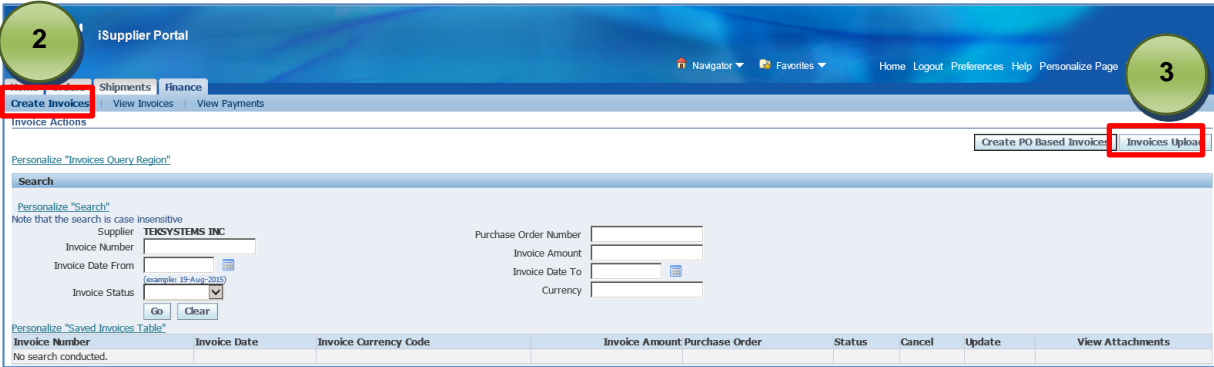 2
iSupplier Portal
Navigator Favorites Home Logout Preferences Help Personalize Page
3
Shipments Finance
Create Invoices | View Invoices | View Payments
Invoice Actions
Create PO Based Invoices Invoices Upload
Personalize "Invoices Query Region"
Search
Personalize "Search"
Note that the search is case insensitive
Supplier TEKSYSTEMS INC
Purchase Order Number
Invoice Number
Invoice Amount
Invoice Date From
Invoice Date To
(example: 19-Aug-2015)
Invoice Status
Currency
Go Clear
Personalize "Saved Invoices Table"
Invoice Number Invoice Date Invoice Currency Code Invoice Amount Purchase Order Status Cancel Update View Attachments
No search conducted.